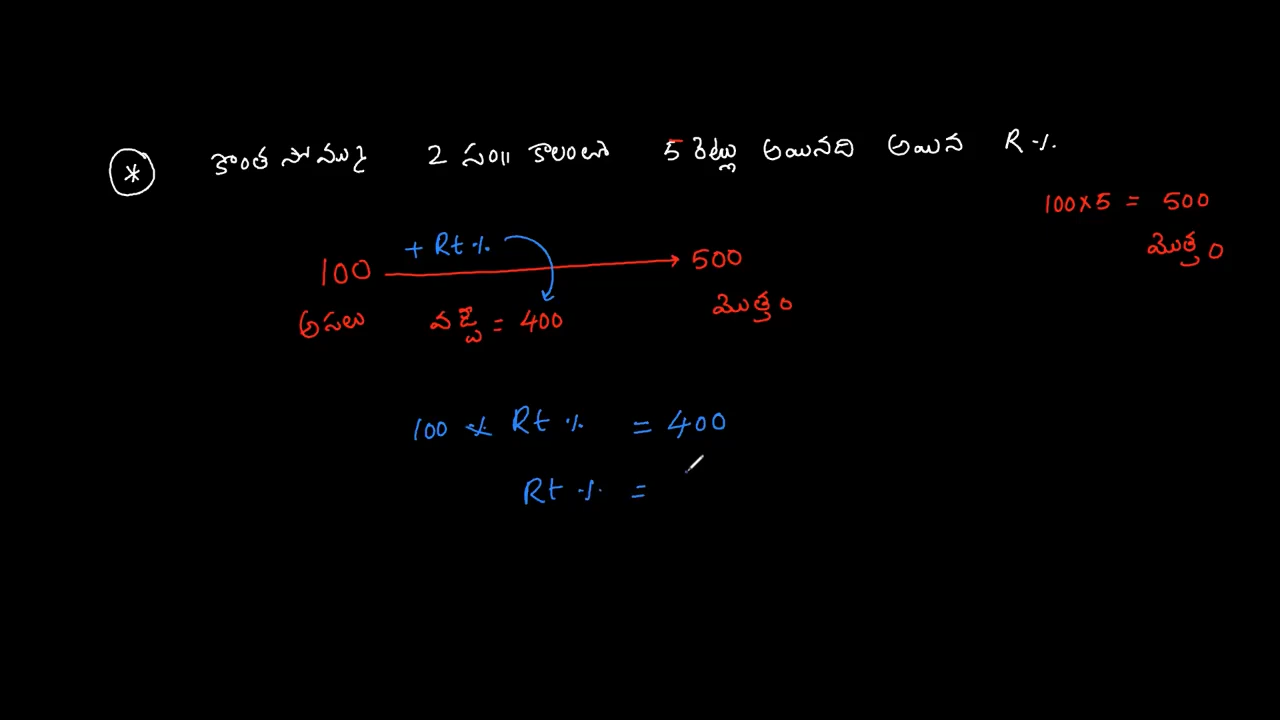 * కొంత సొమ్ము 2 సం॥ కాలంలో 5 రెట్లు అయినది అయిన R %.
100 × 5 = 500
మొత్తం
+ Rt %
100 500
అసలు వడ్డీ = 400 మొత్తం
100 × Rt % = 400
Rt % =